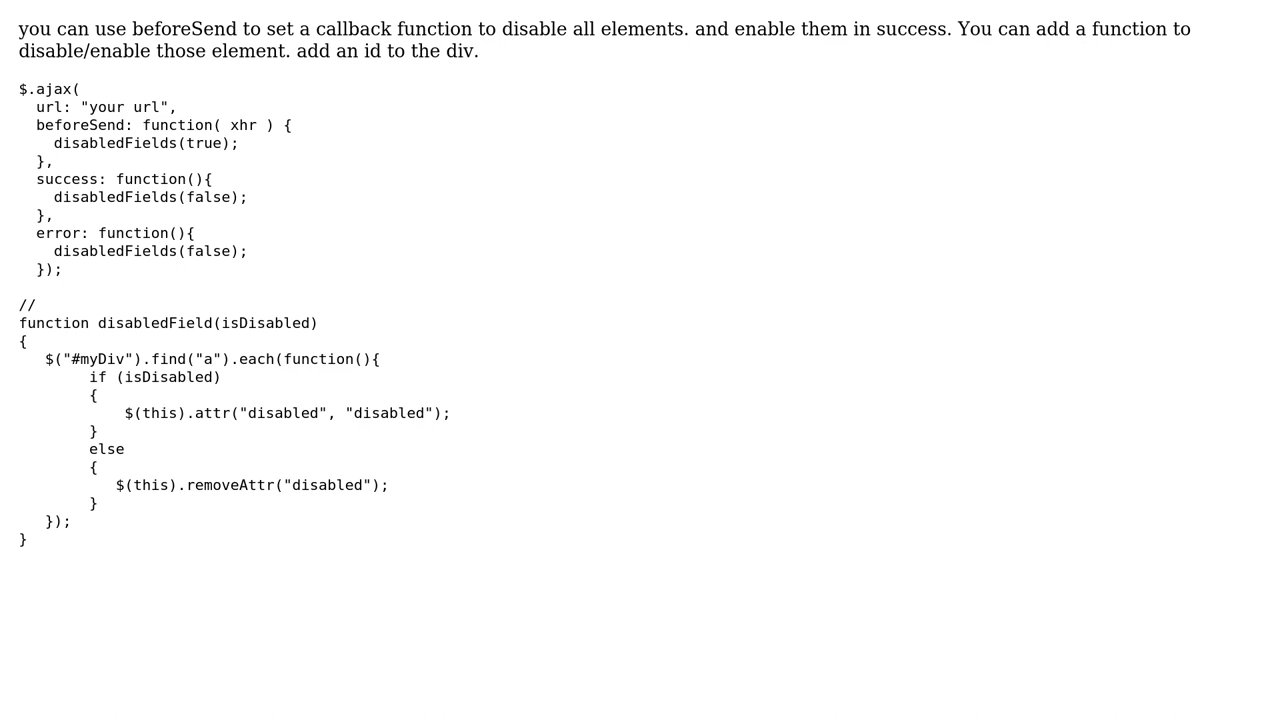 you can use beforeSend to set a callback function to disable all elements. and enable them in success. You can add a function to
disable/enable those element. add an id to the div.
$.ajax(
  url: "your url",
  beforeSend: function( xhr ) {
    disabledFields(true);
  },
  success: function(){
    disabledFields(false);
  },
  error: function(){
    disabledFields(false);
  });

//
function disabledField(isDisabled)
{
   $("#myDiv").find("a").each(function(){
        if (isDisabled)
        {
            $(this).attr("disabled", "disabled");
        }
        else
        {
           $(this).removeAttr("disabled");
        }
   });
}